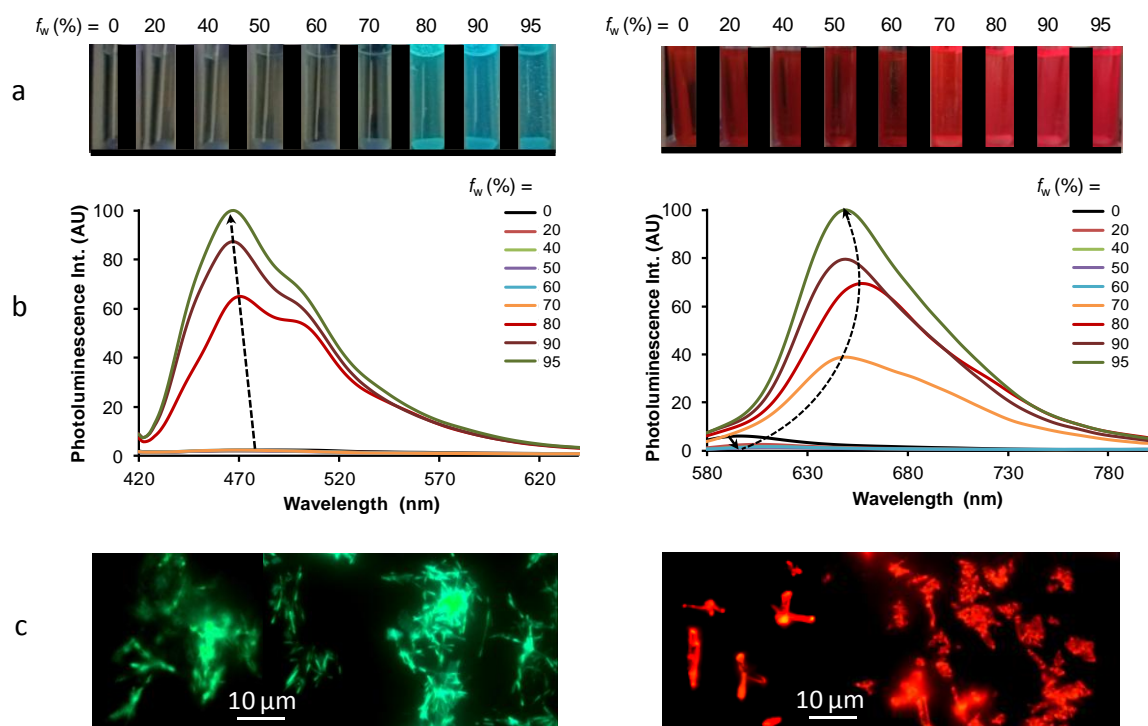 f_w (%) = 0 20 40 50 60 70 80 90 95
f_w (%) = 0 20 40 50 60 70 80 90 95
a
f_w (%) =
0
20
40
50
60
70
80
90
95
100
80
60
40
20
0
Photoluminescence Int. (AU)
420 470 520 570 620
Wavelength (nm)
b
f_w (%) =
0
20
40
50
60
70
80
90
95
100
80
60
40
20
0
Photoluminescence Int. (AU)
580 630 680 730 780
Wavelength (nm)
c
10 µm
10 µm